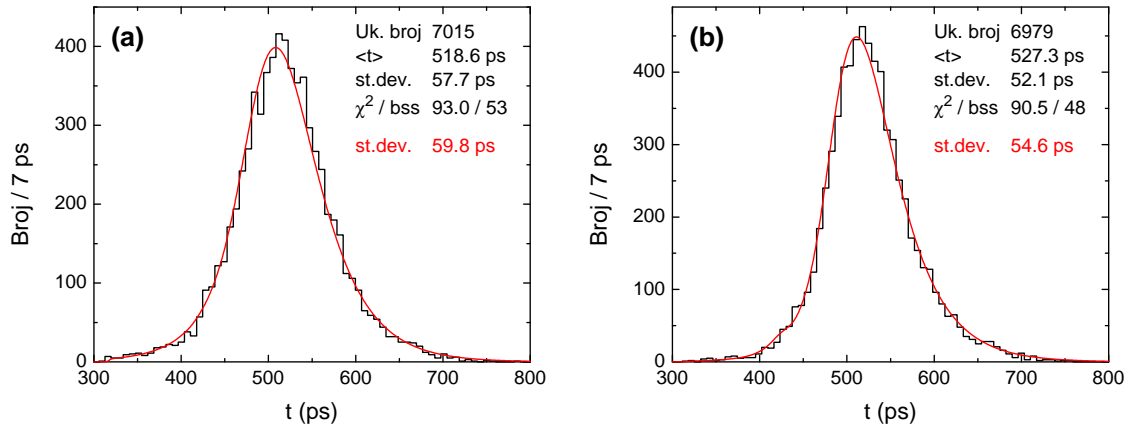 (a)
Uk. broj 7015
<t> 518.6 ps
st.dev. 57.7 ps
χ² / bss 93.0 / 53
st.dev. 59.8 ps
400
300
200
100
0
Broj / 7 ps
300 400 500 600 700 800
t (ps)
(b)
Uk. broj 6979
<t> 527.3 ps
st.dev. 52.1 ps
χ² / bss 90.5 / 48
st.dev. 54.6 ps
450
300
150
0
Broj / 7 ps
300 400 500 600 700 800
t (ps)